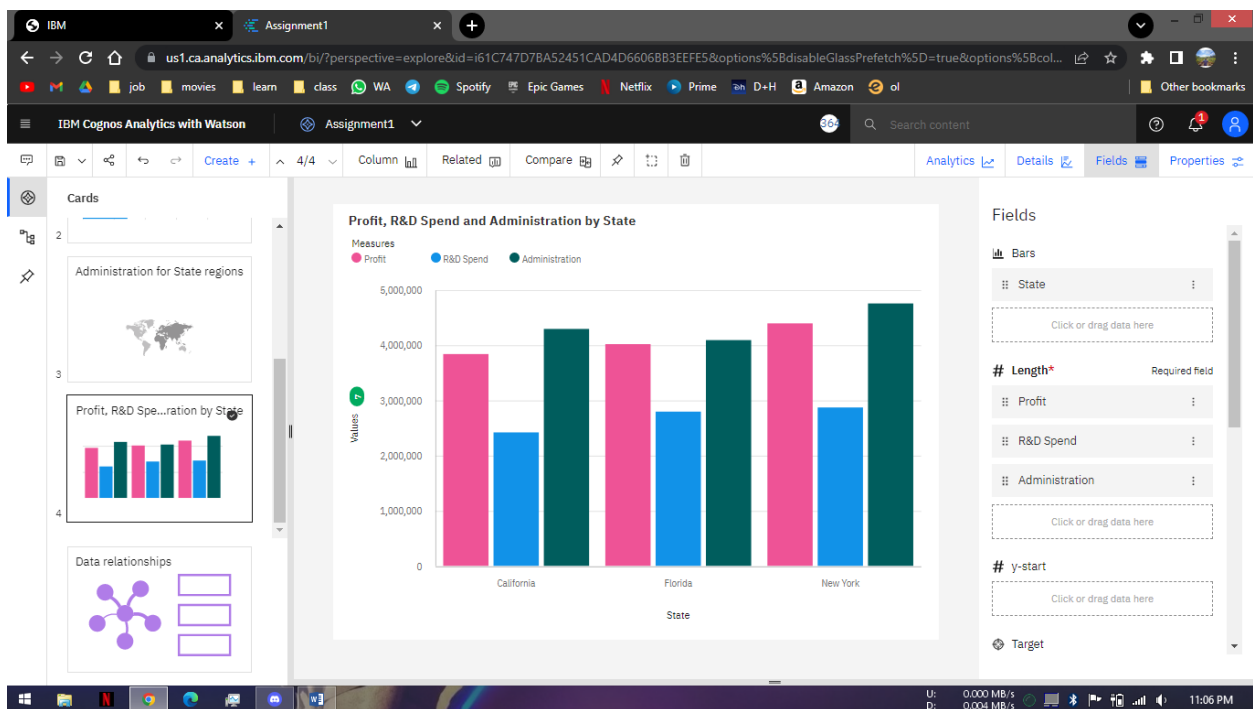 IBM
Assignment1
us1.ca.analytics.ibm.com/bi/?perspective=explore&id=i61C747D7BA52451CAD4D6606BB3EEFE5&options%5BdisableGlassPrefetch%5D=true&options%5Bcol...
job movies learn class WA Spotify Epic Games Netflix Prime D+H Amazon ol Other bookmarks
IBM Cognos Analytics with Watson Assignment1 364 Search content 1
Create + 4/4 Column Related Compare Analytics Details Fields Properties
Cards
2
Administration for State regions
3
Profit, R&D Spe...ration by State
4
Data relationships
Profit, R&D Spend and Administration by State
Measures
Profit R&D Spend Administration
5,000,000
4,000,000
3,000,000
2,000,000
1,000,000
0
Values
California Florida New York
State
Fields
Bars
State
Click or drag data here
# Length* Required field
Profit
R&D Spend
Administration
Click or drag data here
# y-start
Click or drag data here
Target
U: 0.000 MB/s
D: 0.004 MB/s
11:06 PM